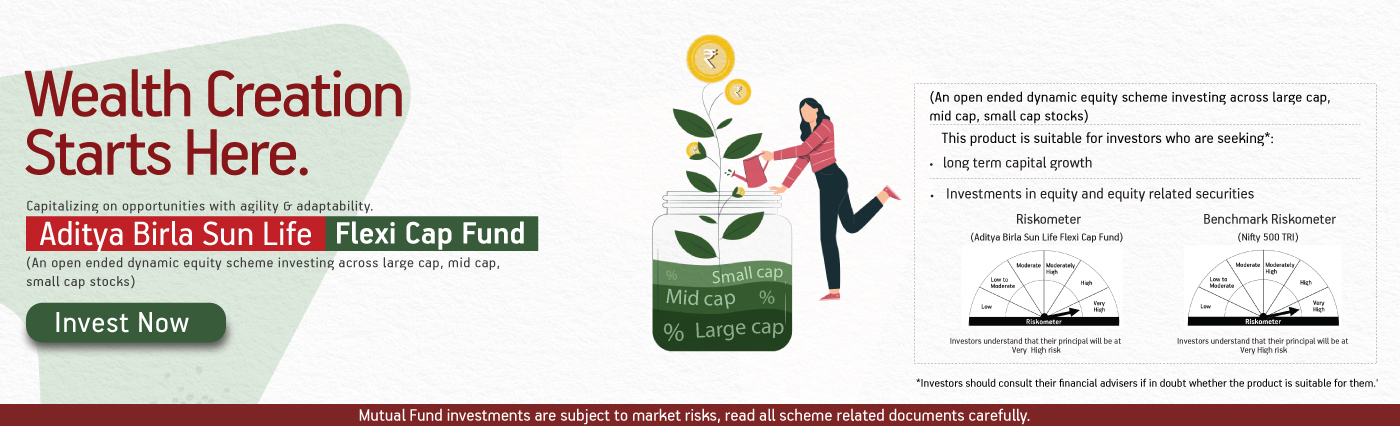 Wealth Creation
Starts Here.
Capitalizing on opportunities with agility & adaptability.
Aditya Birla Sun Life Flexi Cap Fund
(An open ended dynamic equity scheme investing across large cap, mid cap,
small cap stocks)
Invest Now
₹
₹
% Small cap
Mid cap %
% Large cap
(An open ended dynamic equity scheme investing across large cap,
mid cap, small cap stocks)
This product is suitable for investors who are seeking*:
• long term capital growth
• Investments in equity and equity related securities
Riskometer
(Aditya Birla Sun Life Flexi Cap Fund)
Low
Low to
Moderate
Moderate
Moderately
High
High
Very
High
Riskometer
Investors understand that their principal will be at
Very High risk
Benchmark Riskometer
(Nifty 500 TRI)
Low
Low to
Moderate
Moderate
Moderately
High
High
Very
High
Riskometer
Investors understand that their principal will be at
Very High risk
*Investors should consult their financial advisers if in doubt whether the product is suitable for them.'
Mutual Fund investments are subject to market risks, read all scheme related documents carefully.